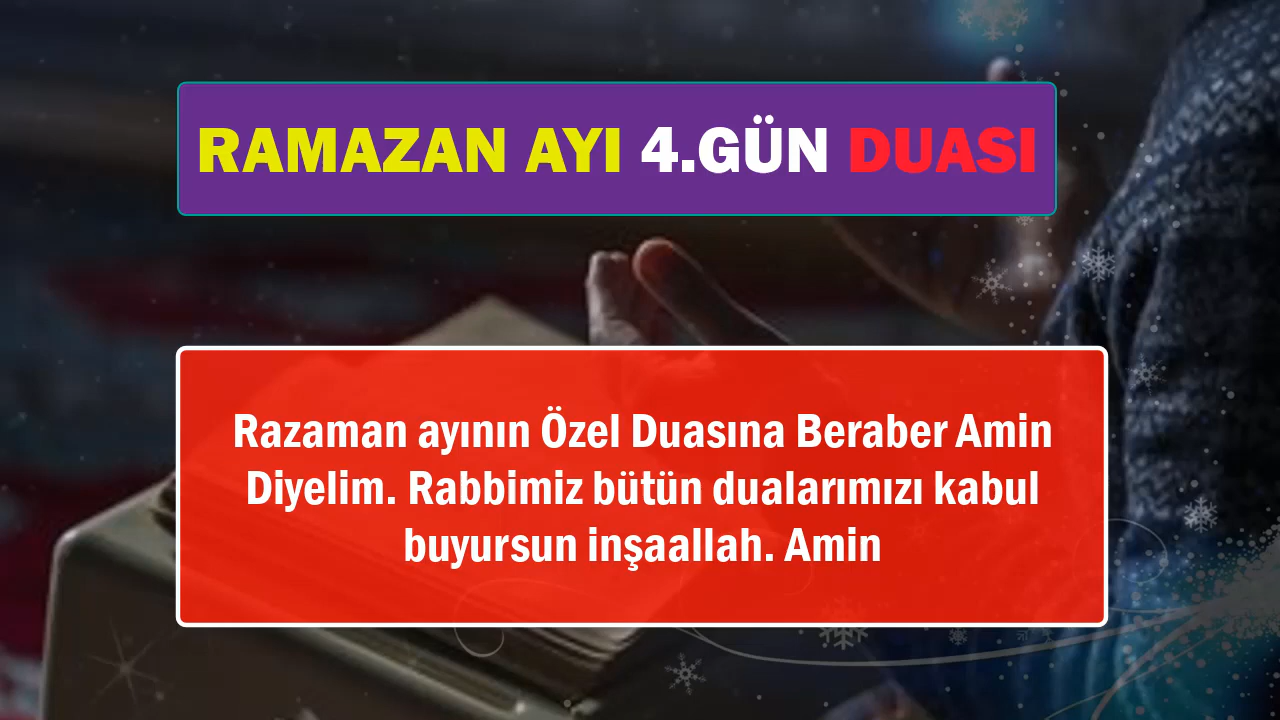 RAMAZAN AYI 4.GÜN DUASI
Razaman ayının Özel Duasına Beraber Amin
Diyelim. Rabbimiz bütün dualarımızı kabul
buyursun inşaallah. Amin